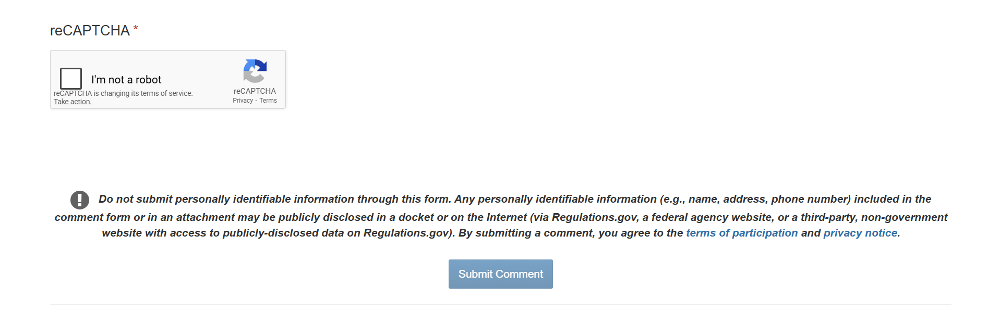 reCAPTCHA *
I'm not a robot
reCAPTCHA is changing its terms of service.
Take action.
reCAPTCHA
Privacy - Terms
Do not submit personally identifiable information through this form. Any personally identifiable information (e.g., name, address, phone number) included in the
comment form or in an attachment may be publicly disclosed in a docket or on the Internet (via Regulations.gov, a federal agency website, or a third-party, non-government
website with access to publicly-disclosed data on Regulations.gov). By submitting a comment, you agree to the terms of participation and privacy notice.
Submit Comment